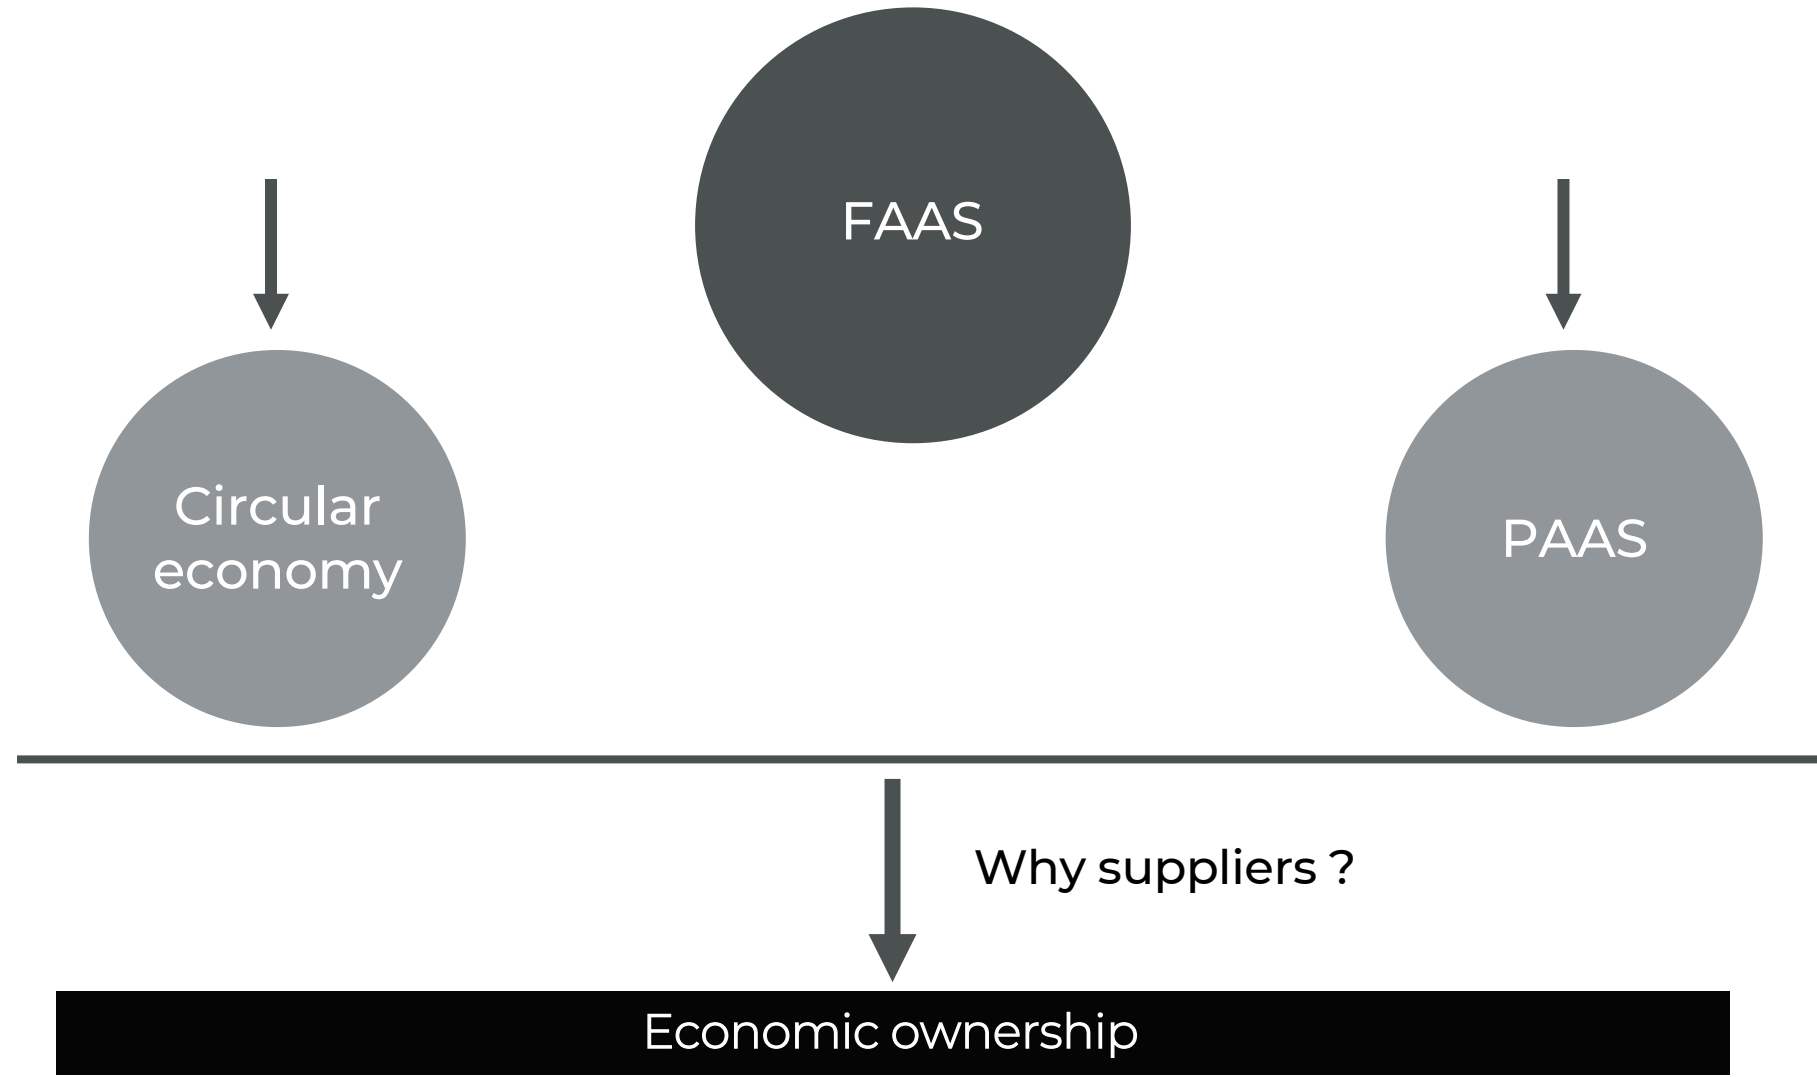 FAAS
Circular
economy
PAAS
Why suppliers ?
Economic ownership